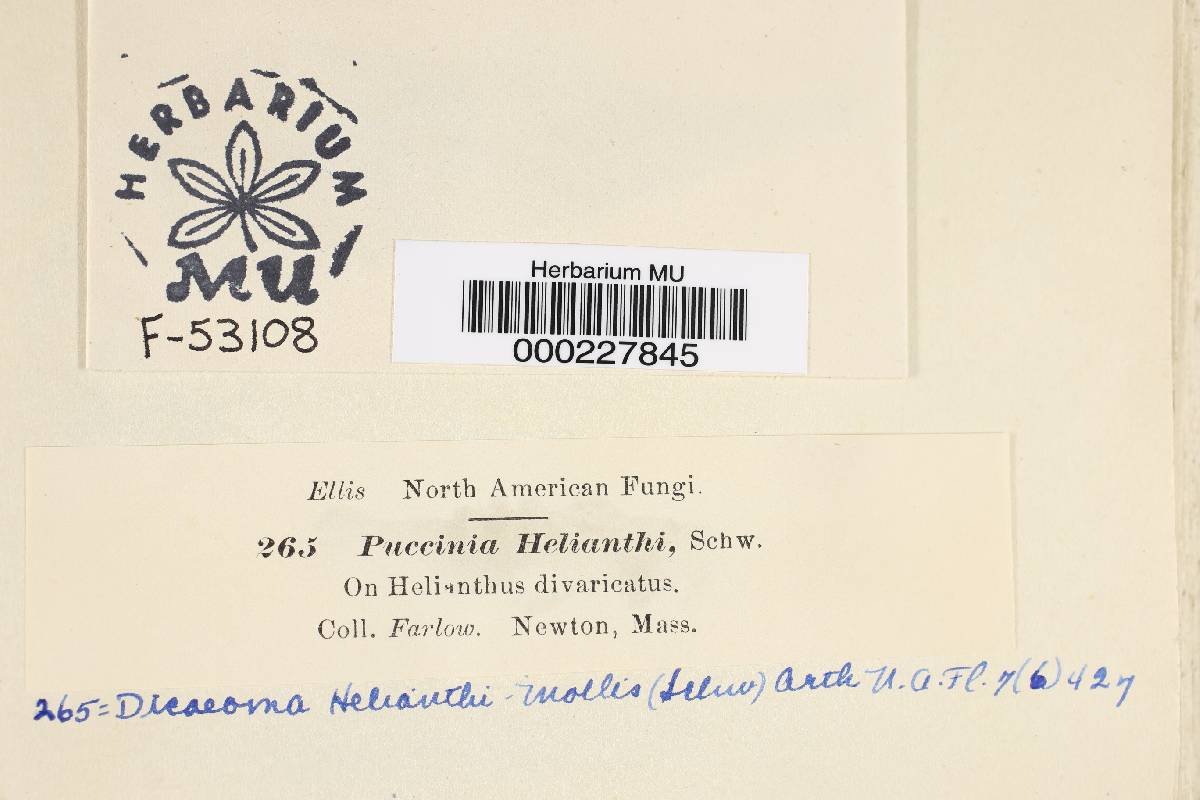 HERBARIUM
MU
F-53108
Herbarium MU
000227845
Ellis North American Fungi.
265 Puccinia Helianthi, Schw.
On Helianthus divaricatus.
Coll. Farlow. Newton, Mass.
265= Dicaeoma Helianthi-mollis (Schw) Arth N.A.Fl. 7(6)427